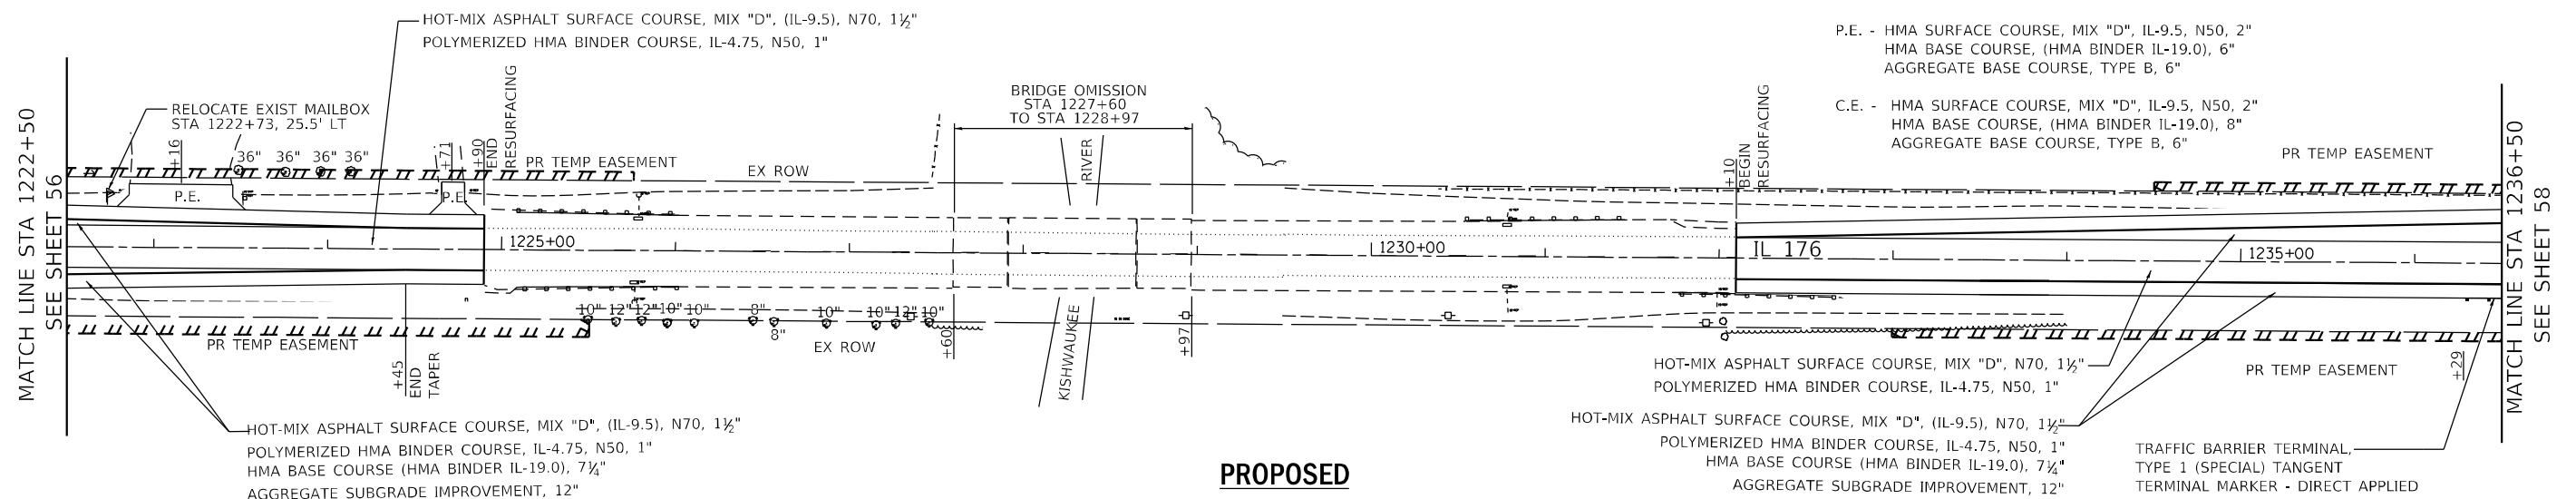 HOT-MIX ASPHALT SURFACE COURSE, MIX "D", (IL-9.5), N70, 1½"
POLYMERIZED HMA BINDER COURSE, IL-4.75, N50, 1"
P.E. - HMA SURFACE COURSE, MIX "D", IL-9.5, N50, 2"
HMA BASE COURSE, (HMA BINDER IL-19.0), 6"
AGGREGATE BASE COURSE, TYPE B, 6"
C.E. - HMA SURFACE COURSE, MIX "D", IL-9.5, N50, 2"
HMA BASE COURSE, (HMA BINDER IL-19.0), 8"
AGGREGATE BASE COURSE, TYPE B, 6"
MATCH LINE STA 1222+50
SEE SHEET 56
RELOCATE EXIST MAILBOX
STA 1222+73, 25.5' LT
+16
36"
36"
36"
36"
+71
+90
END
RESURFACING
PR TEMP EASEMENT
EX ROW
BRIDGE OMISSION
STA 1227+60
TO STA 1228+97
RIVER
+10
BEGIN
RESURFACING
PR TEMP EASEMENT
MATCH LINE STA 1236+50
SEE SHEET 58
P.E.
P.E.
1225+00
1230+00
IL 176
1235+00
10"
12"
12"
10"
10"
8"
8"
10"
10"
12"
10"
PR TEMP EASEMENT
+45
END
TAPER
EX ROW
+60
KISHWAUKEE
+97
HOT-MIX ASPHALT SURFACE COURSE, MIX "D", N70, 1½"
POLYMERIZED HMA BINDER COURSE, IL-4.75, N50, 1"
PR TEMP EASEMENT
+29
HOT-MIX ASPHALT SURFACE COURSE, MIX "D", (IL-9.5), N70, 1½"
POLYMERIZED HMA BINDER COURSE, IL-4.75, N50, 1"
HMA BASE COURSE (HMA BINDER IL-19.0), 7¼"
AGGREGATE SUBGRADE IMPROVEMENT, 12"
PROPOSED
HOT-MIX ASPHALT SURFACE COURSE, MIX "D", (IL-9.5), N70, 1½"
POLYMERIZED HMA BINDER COURSE, IL-4.75, N50, 1"
HMA BASE COURSE (HMA BINDER IL-19.0), 7¼"
AGGREGATE SUBGRADE IMPROVEMENT, 12"
TRAFFIC BARRIER TERMINAL,
TYPE 1 (SPECIAL) TANGENT
TERMINAL MARKER - DIRECT APPLIED